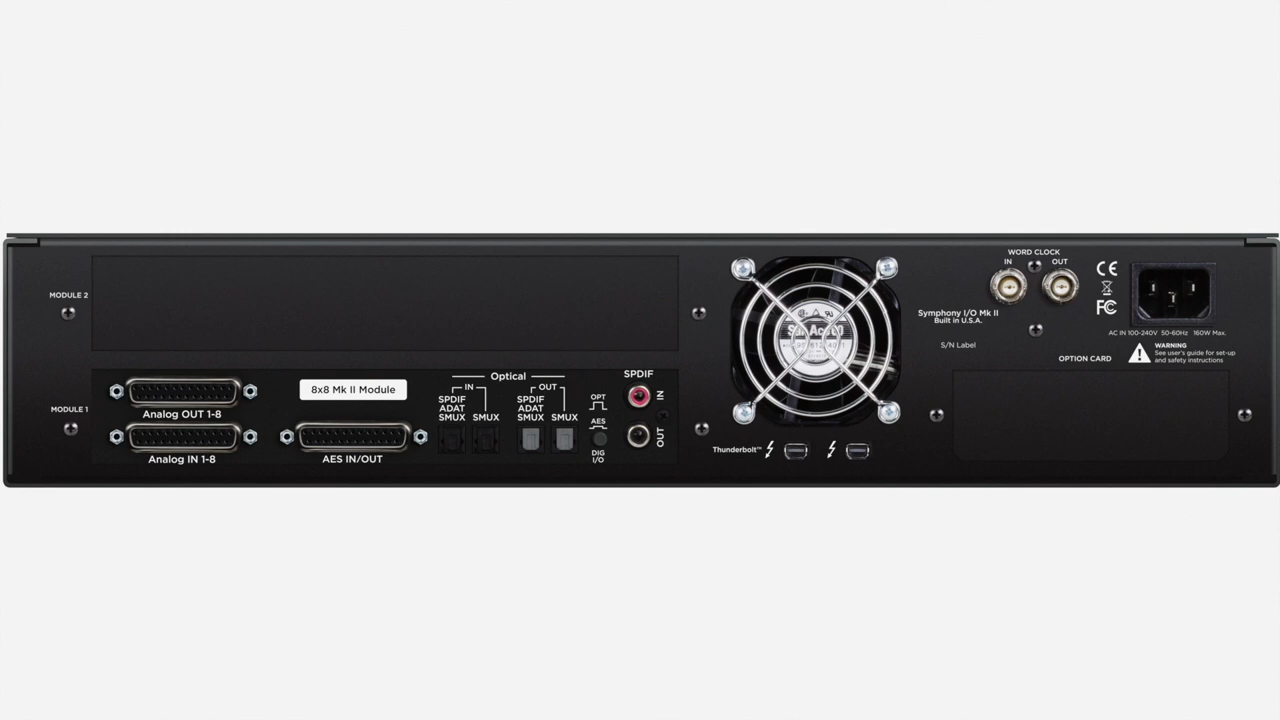 MODULE 2
MODULE 1
Analog OUT 1-8
Analog IN 1-8
8x8 Mk II Module
AES IN/OUT
Optical
IN
OUT
SPDIF
ADAT
SMUX
SMUX
SPDIF
ADAT
SMUX
SMUX
OPT
AES
DIG
I/O
SPDIF
IN
OUT
Thunderbolt™
WORD CLOCK
IN
OUT
Symphony I/O Mk II
Built in U.S.A.
S/N Label
CE
FC
AC IN 100-240V 50-60Hz 160W Max.
OPTION CARD
WARNING
See user's guide for set-up
and safety instructions